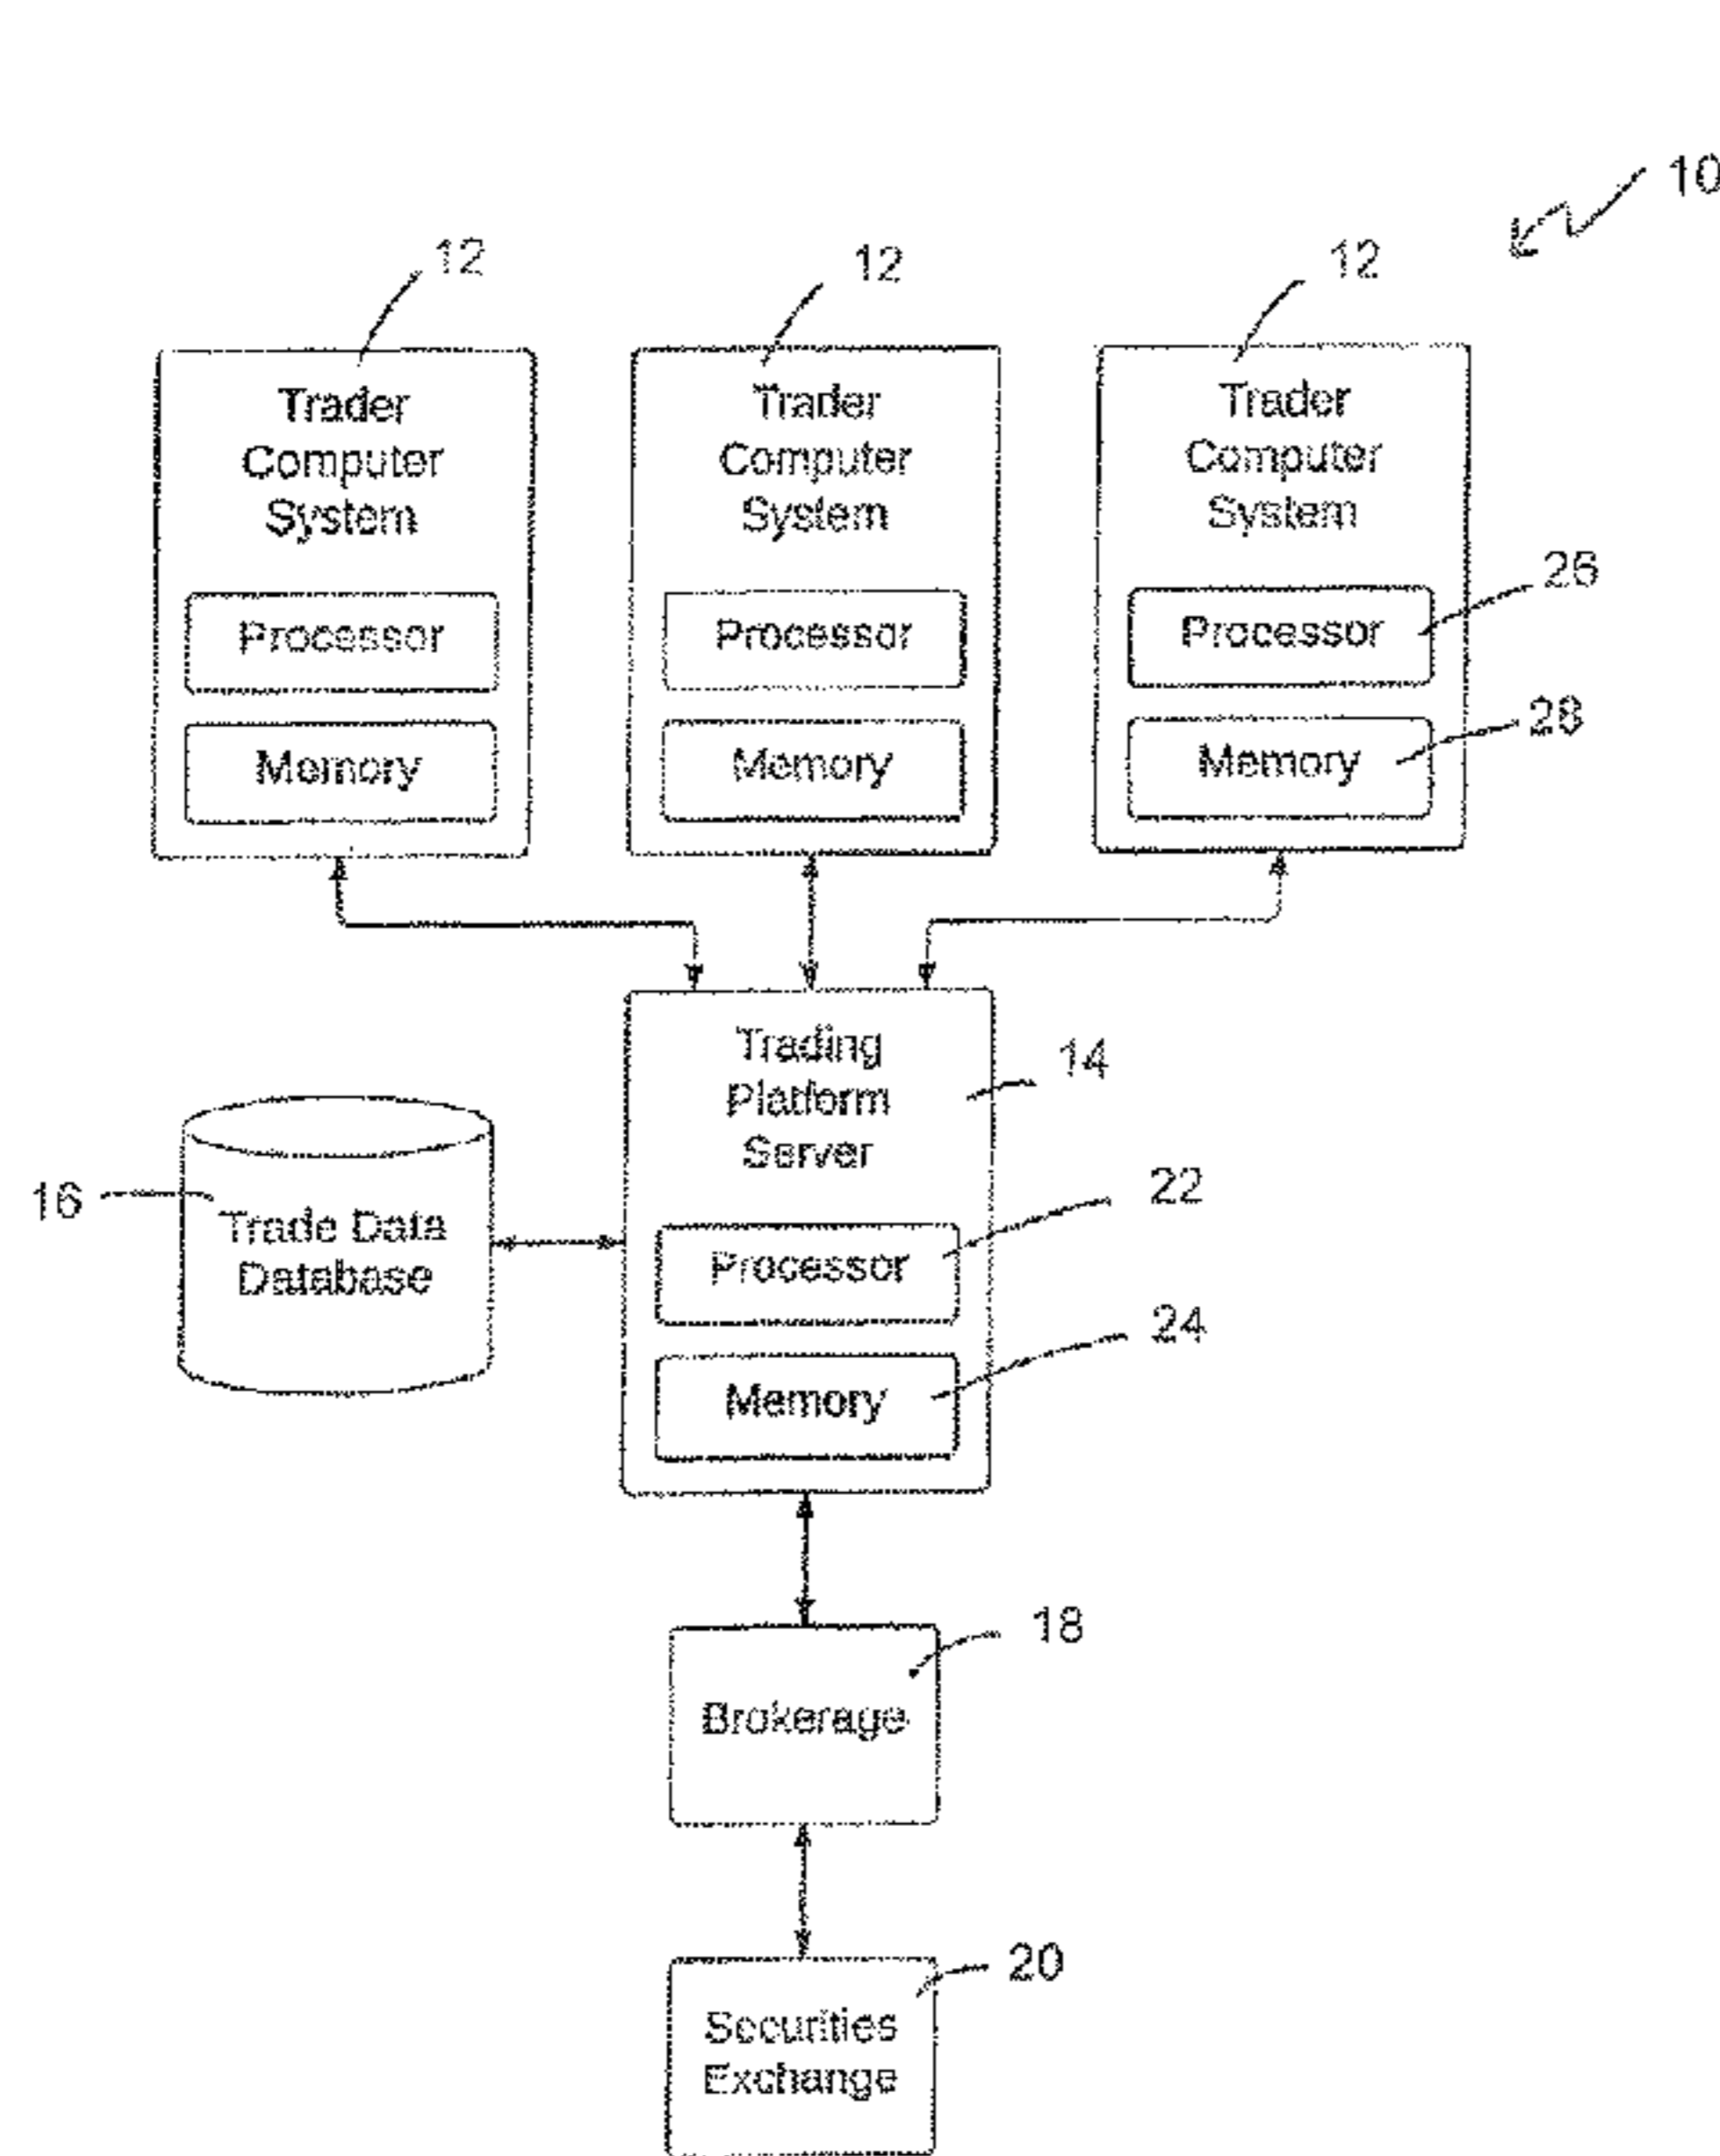 10
12
12
12
Trader
Computer
System
Processor
Memory
Trader
Computer
System
Processor
Memory
Trader
Computer
System
Processor
26
Memory
28
Trading
Platform
Server
14
Processor
22
Memory
24
16
Trade Data
Database
Brokerage
18
Securities
Exchange
20